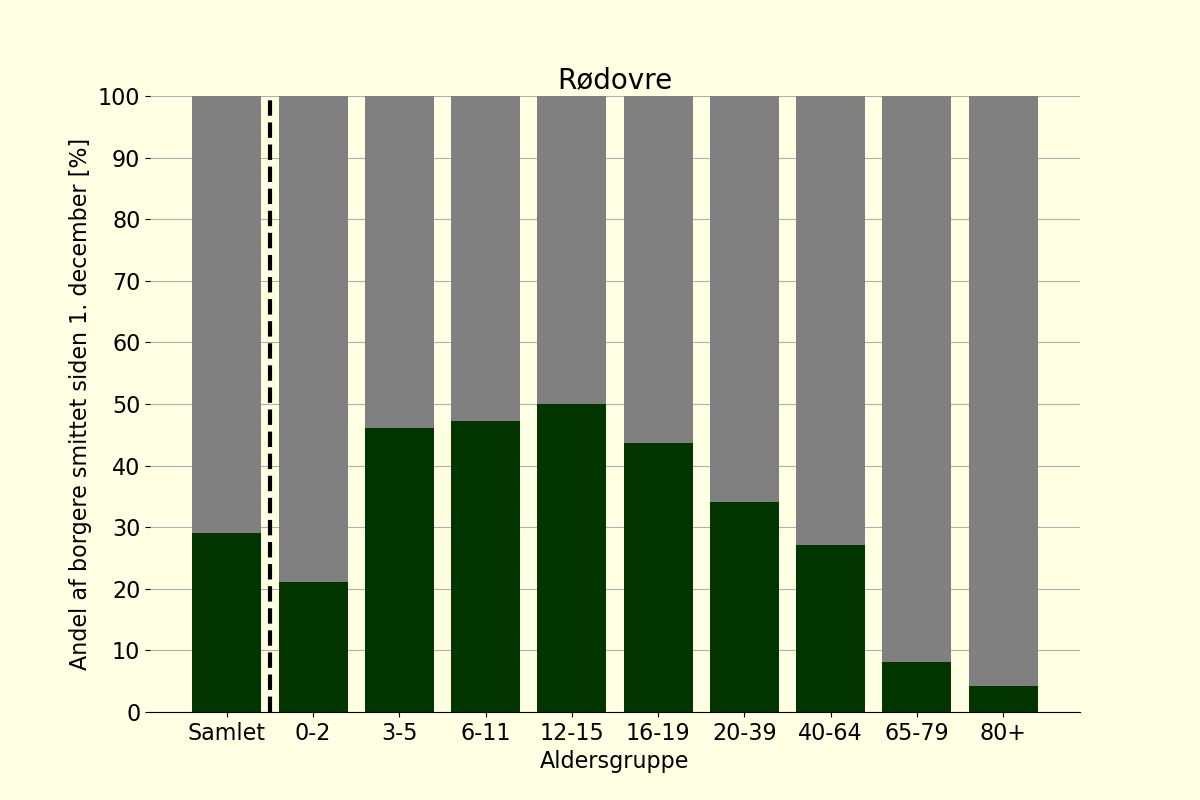 Rødovre
Andel af borgere smittet siden 1. december [%]
100
90
80
70
60
50
40
30
20
10
0
Samlet 0-2 3-5 6-11 12-15 16-19 20-39 40-64 65-79 80+
Aldersgruppe